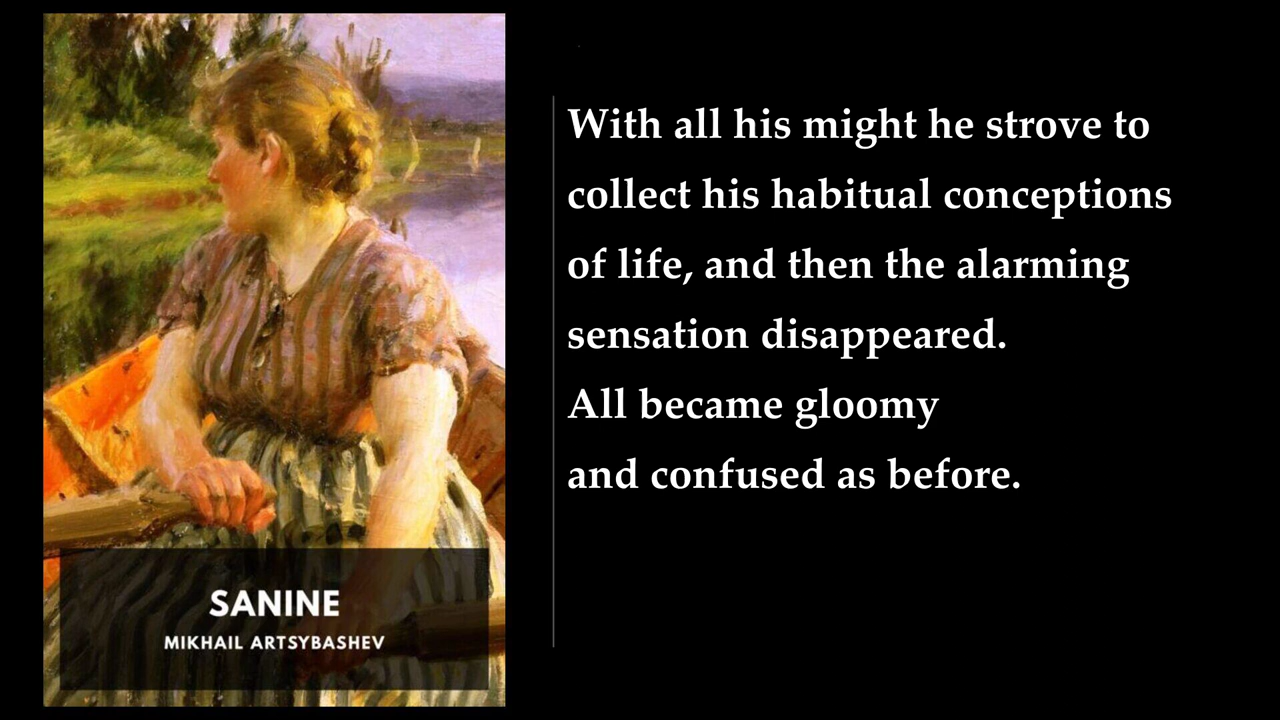 SANINE
MIKHAIL ARTSYBASHEV
With all his might he strove to
collect his habitual conceptions
of life, and then the alarming
sensation disappeared.
All became gloomy
and confused as before.